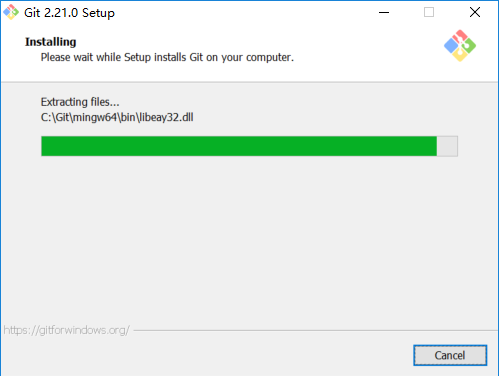 Git 2.21.0 Setup
Installing
Please wait while Setup installs Git on your computer.
Extracting files...
C:\Git\mingw64\bin\libeay32.dll
https://gitforwindows.org/
Cancel